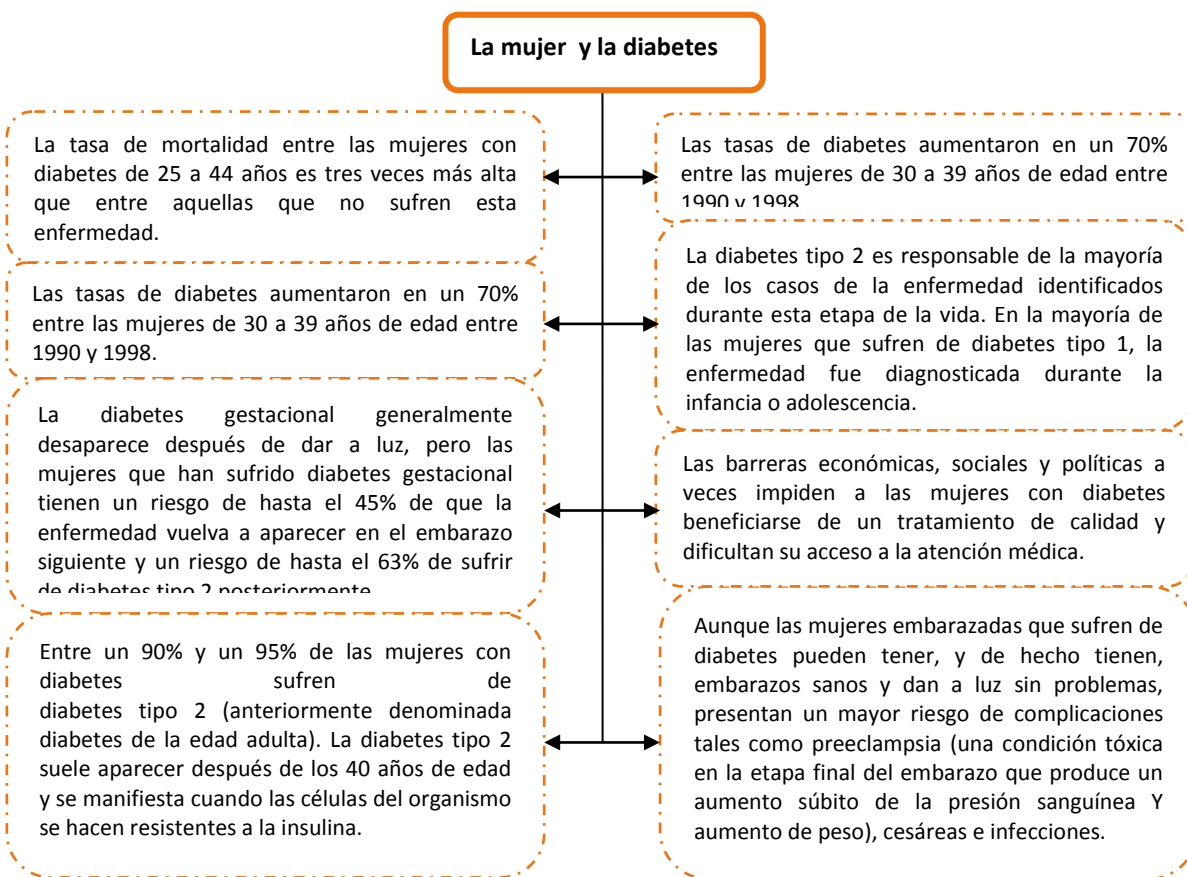 La mujer y la diabetes
La tasa de mortalidad entre las mujeres con
diabetes de 25 a 44 años es tres veces más alta
que entre aquellas que no sufren esta
enfermedad.
Las tasas de diabetes aumentaron en un 70%
entre las mujeres de 30 a 39 años de edad entre
1990 y 1998.
La diabetes gestacional generalmente
desaparece después de dar a luz, pero las
mujeres que han sufrido diabetes gestacional
tienen un riesgo de hasta el 45% de que la
enfermedad vuelva a aparecer en el embarazo
siguiente y un riesgo de hasta el 63% de sufrir
de diabetes tipo 2 posteriormente
Entre un 90% y un 95% de las mujeres con
diabetes sufren de
diabetes tipo 2 (anteriormente denominada
diabetes de la edad adulta). La diabetes tipo 2
suele aparecer después de los 40 años de edad
y se manifiesta cuando las células del organismo
se hacen resistentes a la insulina.
Las tasas de diabetes aumentaron en un 70%
entre las mujeres de 30 a 39 años de edad entre
1990 y 1998
La diabetes tipo 2 es responsable de la mayoría
de los casos de la enfermedad identificados
durante esta etapa de la vida. En la mayoría de
las mujeres que sufren de diabetes tipo 1, la
enfermedad fue diagnosticada durante la
infancia o adolescencia.
Las barreras económicas, sociales y políticas a
veces impiden a las mujeres con diabetes
beneficiarse de un tratamiento de calidad y
dificultan su acceso a la atención médica.
Aunque las mujeres embarazadas que sufren de
diabetes pueden tener, y de hecho tienen,
embarazos sanos y dan a luz sin problemas,
presentan un mayor riesgo de complicaciones
tales como preeclampsia (una condición tóxica
en la etapa final del embarazo que produce un
aumento súbito de la presión sanguínea Y
aumento de peso), cesáreas e infecciones.